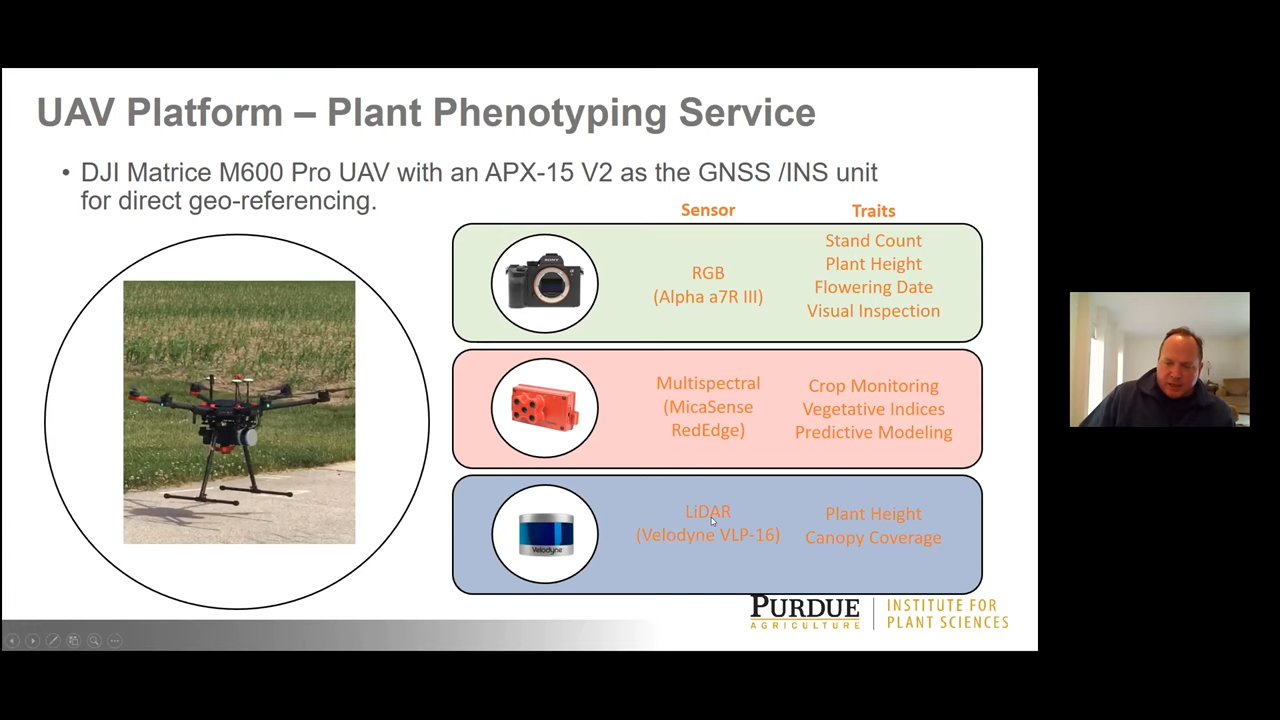 UAV Platform – Plant Phenotyping Service
• DJI Matrice M600 Pro UAV with an APX-15 V2 as the GNSS /INS unit
for direct geo-referencing.
Sensor
Traits
SONY
RGB
(Alpha a7R III)
Stand Count
Plant Height
Flowering Date
Visual Inspection
Multispectral
(MicaSense
RedEdge)
Crop Monitoring
Vegetative Indices
Predictive Modeling
Velodyne
LiDAR
(Velodyne VLP-16)
Plant Height
Canopy Coverage
PURDUE
AGRICULTURE
INSTITUTE FOR
PLANT SCIENCES